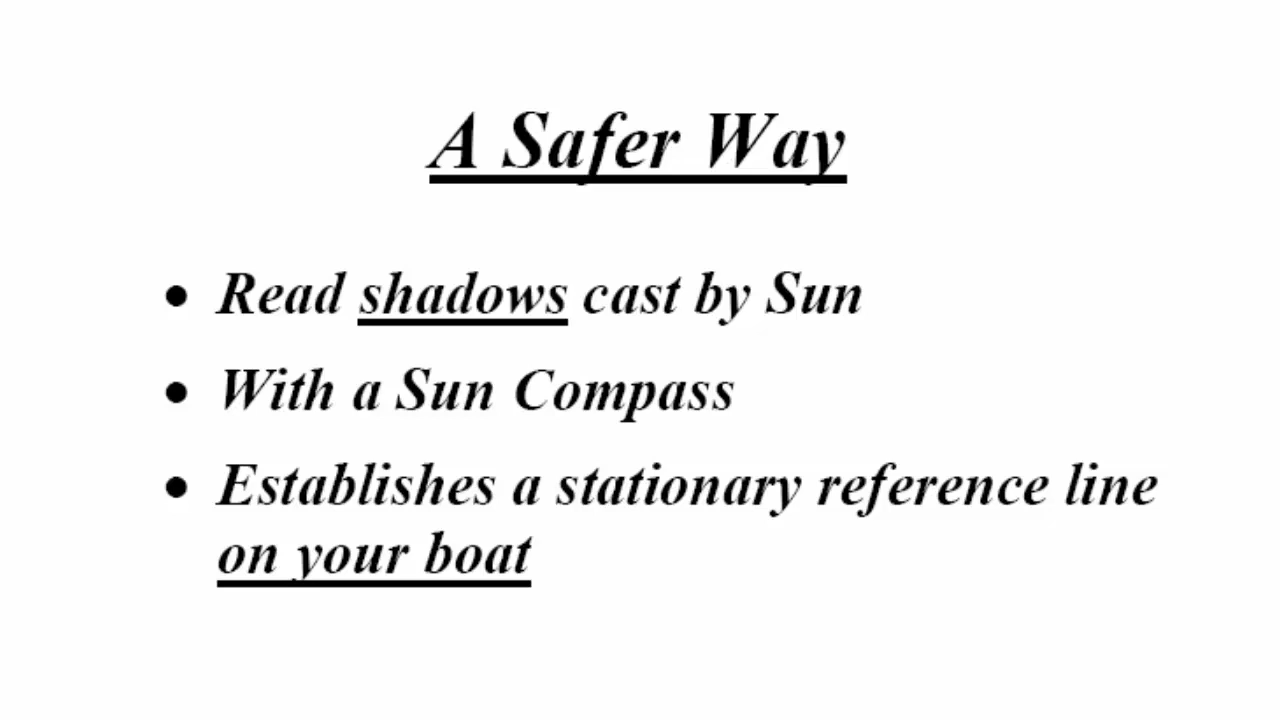 A Safer Way
• Read shadows cast by Sun
• With a Sun Compass
• Establishes a stationary reference line
on your boat